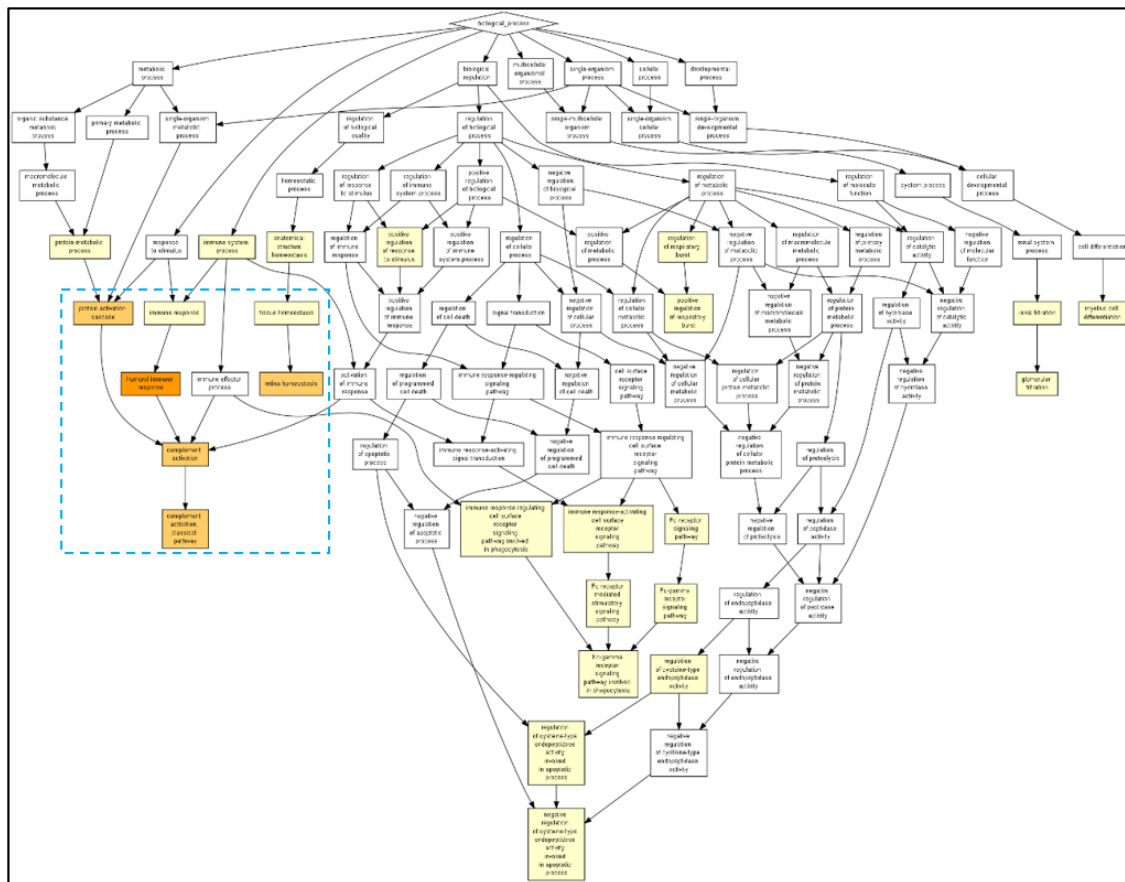 biological_process
metabolic
process
biological
regulation
multicellular
organismal
process
single-organism
process
cellular
process
developmental
process
organic substance
metabolic
process
primary metabolic
process
single-organism
metabolic
process
regulation
of biological
quality
regulation
of biological
process
single-multicellular
organism
process
single-organism
cellular
process
single-organism
developmental
process
macromolecule
metabolic
process
homeostatic
process
regulation
of response
to stimulus
regulation
of immune
system process
positive
regulation
of biological
process
negative
regulation
of biological
process
regulation
of metabolic
process
regulation
of molecular
function
system process
cellular
developmental
process
protein metabolic
process
response
to stimulus
immune system
process
anatomical
structure
homeostasis
regulation
of immune
response
positive
regulation
of response
to stimulus
positive
regulation
of immune
system process
regulation
of cellular
process
positive
regulation
of metabolic
process
regulation
of respiratory
burst
negative
regulation
of metabolic
process
regulation
of macromolecule
metabolic
process
regulation
of primary
metabolic
process
regulation
of catalytic
activity
negative
regulation
of molecular
function
renal system
process
cell differentiation
protein activation
cascade
immune response
tissue homeostasis
positive
regulation
of immune
response
regulation
of cell death
signal transduction
negative
regulation
of cellular
process
regulation
of cellular
metabolic
process
positive
regulation
of respiratory
burst
negative
regulation
of macromolecule
metabolic process
regulation
of protein
metabolic
process
regulation
of hydrolase
activity
negative
regulation
of catalytic
activity
renal filtration
myeloid cell
differentiation
humoral immune
response
immune effector
process
retina homeostasis
activation
of immune
response
regulation
of programmed
cell death
immune response-regulating
signaling
pathway
negative
regulation
of cell death
cell surface
receptor
signaling pathway
negative
regulation
of cellular
metabolic process
regulation
of cellular
protein metabolic
process
negative
regulation
of protein
metabolic process
negative
regulation
of hydrolase
activity
glomerular
filtration
complement
activation
regulation
of apoptotic
process
immune response-activating
signal transduction
negative
regulation
of programmed
cell death
immune response-regulating
cell surface
receptor
signaling
pathway
negative
regulation
of cellular
protein metabolic
process
regulation
of proteolysis
complement
activation,
classical
pathway
negative
regulation
of apoptotic
process
immune response-regulating
cell surface
receptor
signaling
pathway involved
in phagocytosis
immune response-activating
cell surface
receptor
signaling
pathway
Fc receptor
signaling
pathway
negative
regulation
of proteolysis
regulation
of peptidase
activity
Fc receptor
mediated
stimulatory
signaling
pathway
Fc-gamma
receptor
signaling
pathway
regulation
of endopeptidase
activity
negative
regulation
of peptidase
activity
Fc-gamma
receptor
signaling
pathway involved
in phagocytosis
regulation
of cysteine-type
endopeptidase
activity
negative
regulation
of endopeptidase
activity
regulation
of cysteine-type
endopeptidase
activity
involved
in apoptotic
process
negative
regulation
of cysteine-type
endopeptidase
activity
negative
regulation
of cysteine-type
endopeptidase
activity
involved
in apoptotic
process